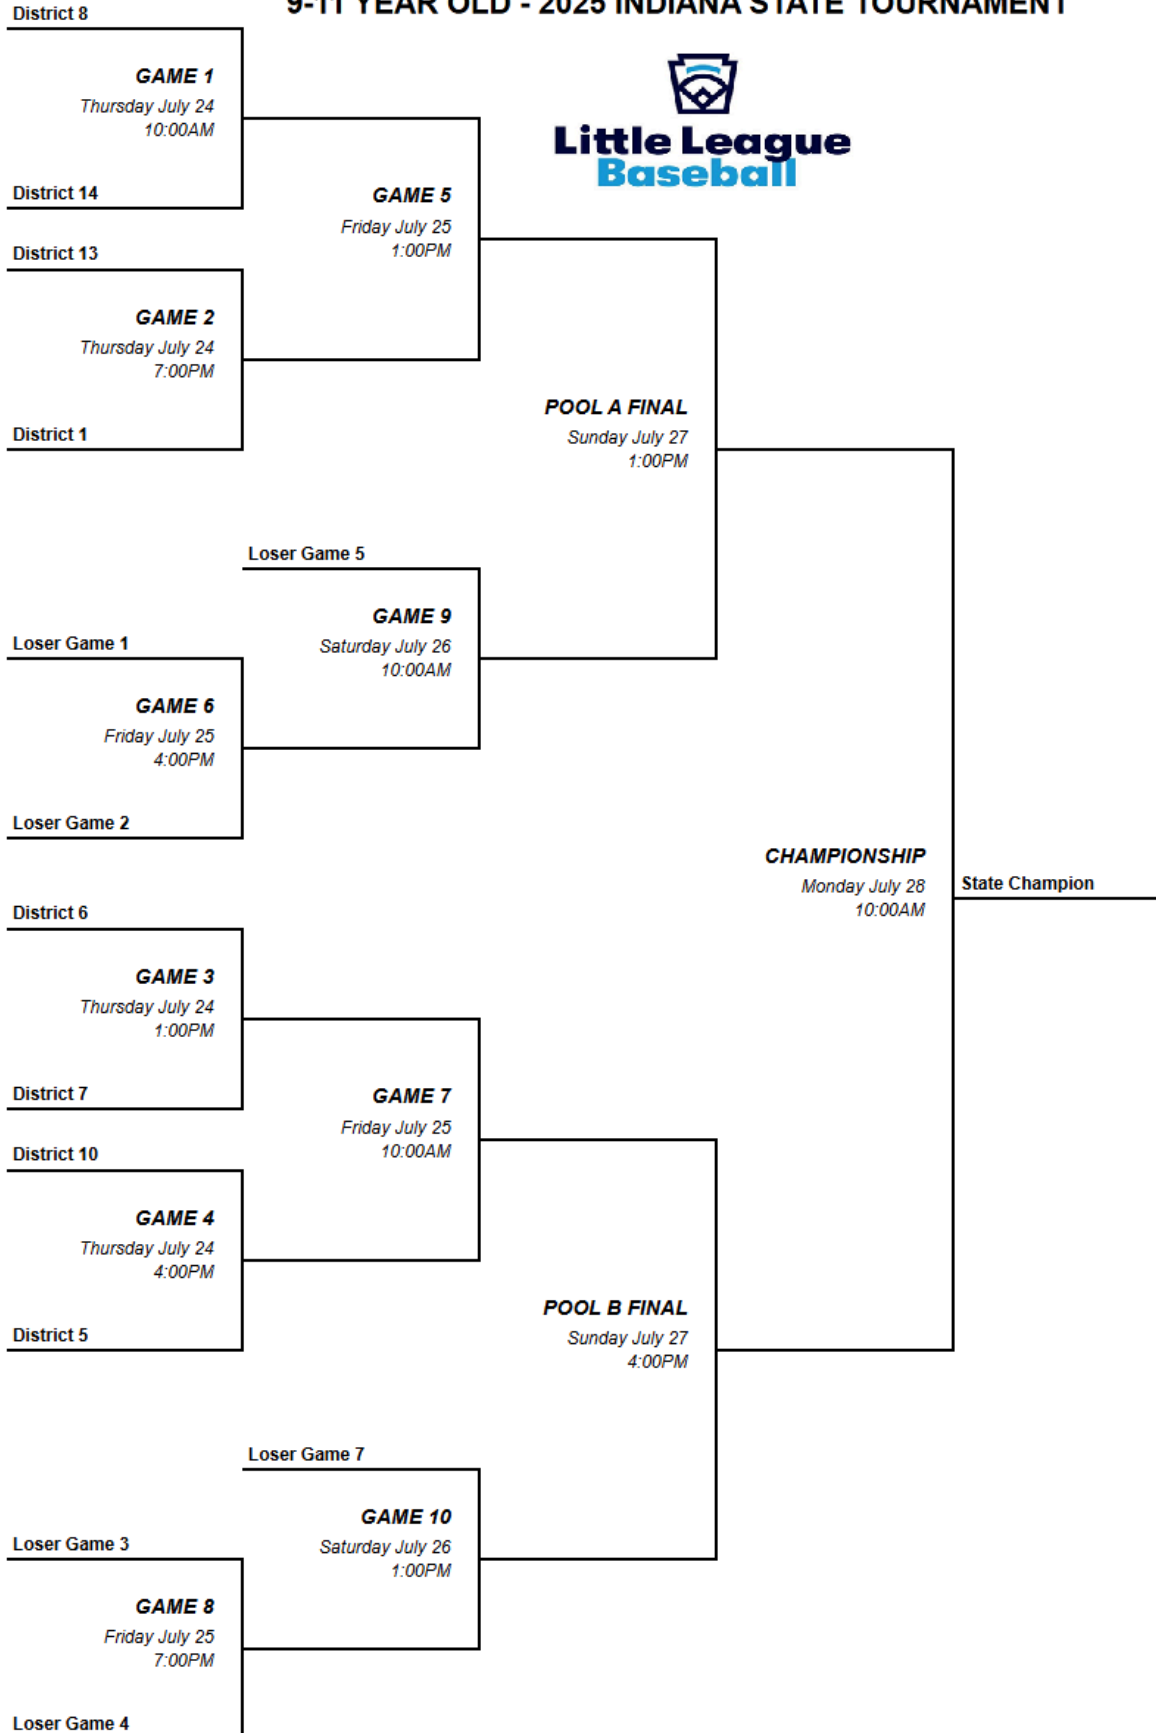 9-11 YEAR OLD - 2025 INDIANA STATE TOURNAMENT
Little League
Baseball
District 8
GAME 1
Thursday July 24
10:00AM
District 14
GAME 5
Friday July 25
1:00PM
District 13
GAME 2
Thursday July 24
7:00PM
District 1
POOL A FINAL
Sunday July 27
1:00PM
Loser Game 5
GAME 9
Saturday July 26
10:00AM
Loser Game 1
GAME 6
Friday July 25
4:00PM
Loser Game 2
CHAMPIONSHIP
Monday July 28
10:00AM
State Champion
District 6
GAME 3
Thursday July 24
1:00PM
District 7
GAME 7
Friday July 25
10:00AM
District 10
GAME 4
Thursday July 24
4:00PM
District 5
POOL B FINAL
Sunday July 27
4:00PM
Loser Game 7
GAME 10
Saturday July 26
1:00PM
Loser Game 3
GAME 8
Friday July 25
7:00PM
Loser Game 4